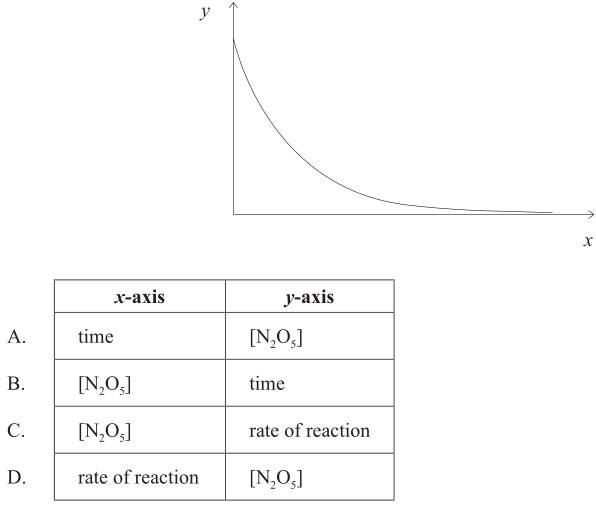 y
x
x-axis y-axis
A. time [N₂O₅]
B. [N₂O₅] time
C. [N₂O₅] rate of reaction
D. rate of reaction [N₂O₅]